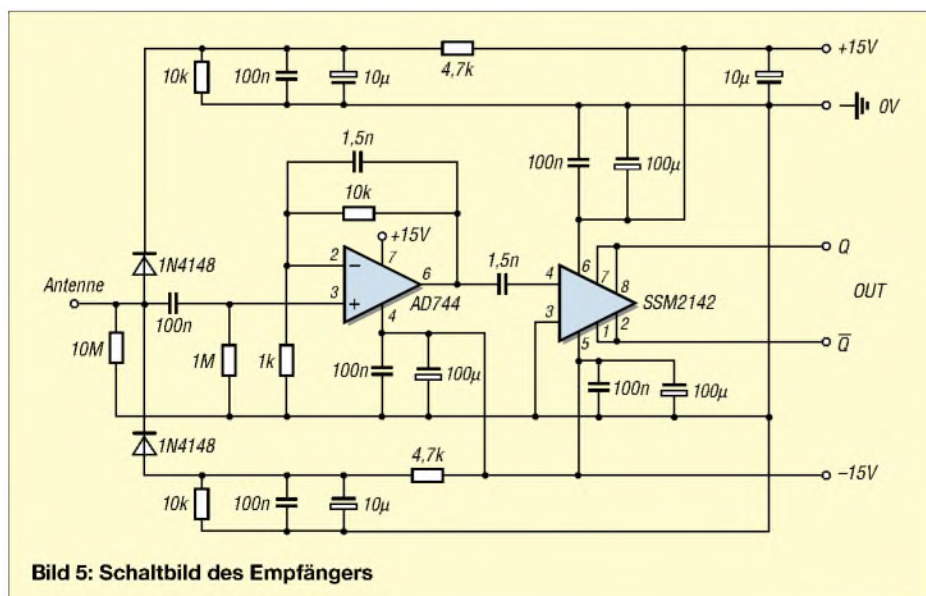 +15V
10k
100n
10µ
4,7k
10µ
0V
1,5n
100n
100µ
10k
+15V
1N4148
2
7
6
1,5n
4
6
7
8
Q
Antenne
3
AD744
SSM2142
OUT
100n
4
3
1
2
5
Q̅
10M
1M
1k
100n
100µ
100n
100µ
1N4148
4,7k
–15V
10k
100n
10µ
Bild 5: Schaltbild des Empfängers